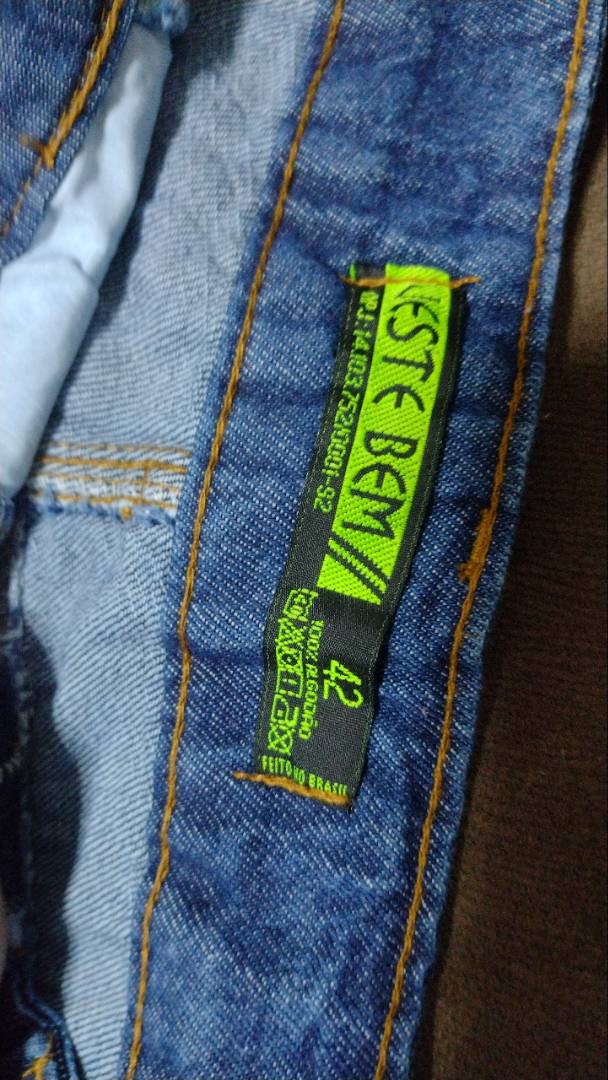 VESTE BEM//
42
100% ALGODÃO
FEITO NO BRASIL